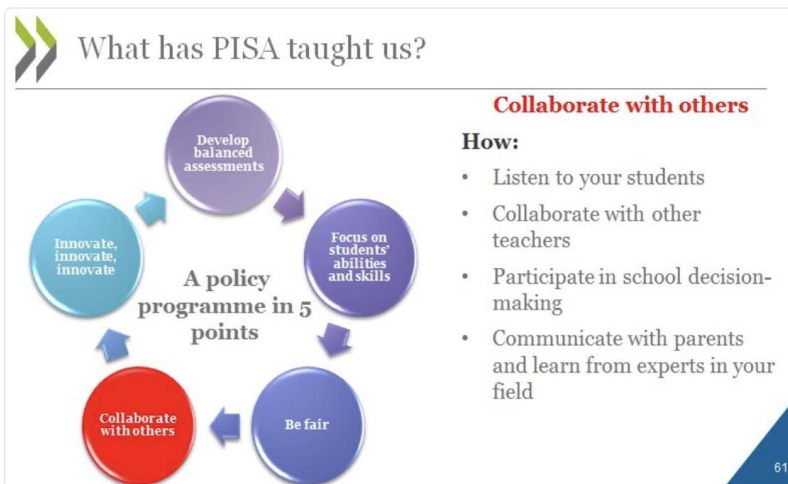 What has PISA taught us?
Develop
balanced
assessments
Focus on
students'
abilities
and skills
Be fair
Collaborate
with others
Innovate,
innovate,
innovate
A policy
programme in 5
points
Collaborate with others
How:
• Listen to your students
• Collaborate with other
teachers
• Participate in school decision-
making
• Communicate with parents
and learn from experts in your
field
61